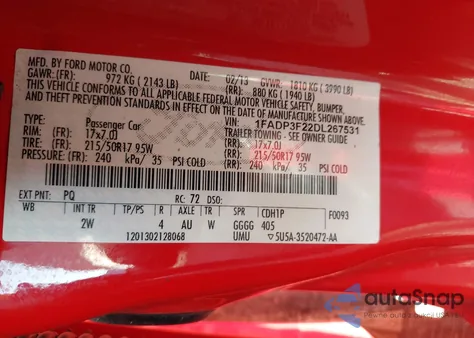 MFD. BY FORD MOTOR CO.
02/13
GVWR: 1810 KG (3990 LB)
GAWR: (FR): 972 KG (2143 LB)
(RR): 880 KG (1940 LB)
THIS VEHICLE CONFORMS TO ALL APPLICABLE FEDERAL MOTOR VEHICLE SAFETY, BUMPER,
AND THEFT PREVENTION STANDARDS IN EFFECT ON THE DATE OF MANUFACTURE SHOWN ABOVE.
TYPE: Passenger Car VIN: 1FADP3F22DL267531
TRAILER TOWING - SEE OWNER GUIDE
RIM: (FR): 17x7.0J (RR): 17x7.0J
TIRE: (FR): 215/50R17 95W (RR): 215/50R17 95W
PRESSURE: (FR): 240 kPa/ 35 PSI COLD (RR): 240 kPa/ 35 PSI COLD
EXT PNT: PQ RC: 72 DSO:
WB INT TR TP/PS R AXLE TR SPR CDH1P F0093
2W 4 AU W GGGG 405
1201302128068 UMU 5U5A-3520472-AA
autoSnap
Pewne auto z aukcji USA